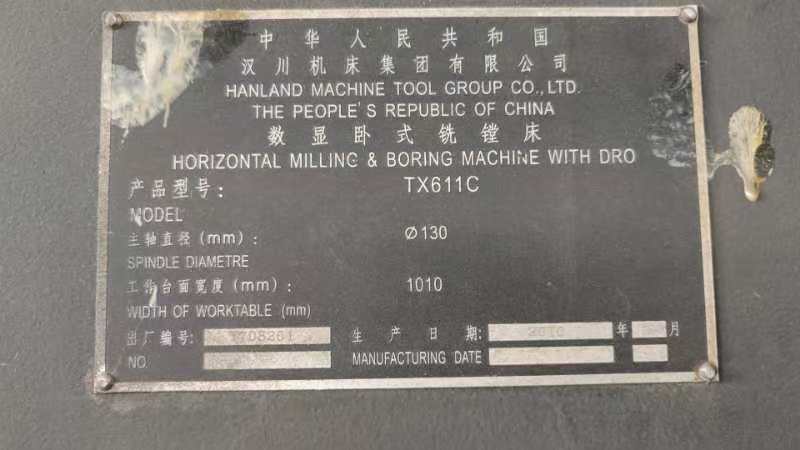 中华人民共和国
汉川机床集团有限公司
HANLAND MACHINE TOOL GROUP CO.,LTD.
THE PEOPLE'S REPUBLIC OF CHINA
数显卧式铣镗床
HORIZONTAL MILLING & BORING MACHINE WITH DRO
产品型号: TX611C
MODEL
主轴直径(mm): Ø130
SPINDLE DIAMETRE
工作台面宽度(mm): 1010
WIDTH OF WORKTABLE (mm)
出厂编号: 生产日期: 2010 年 月
NO. MANUFACTURING DATE